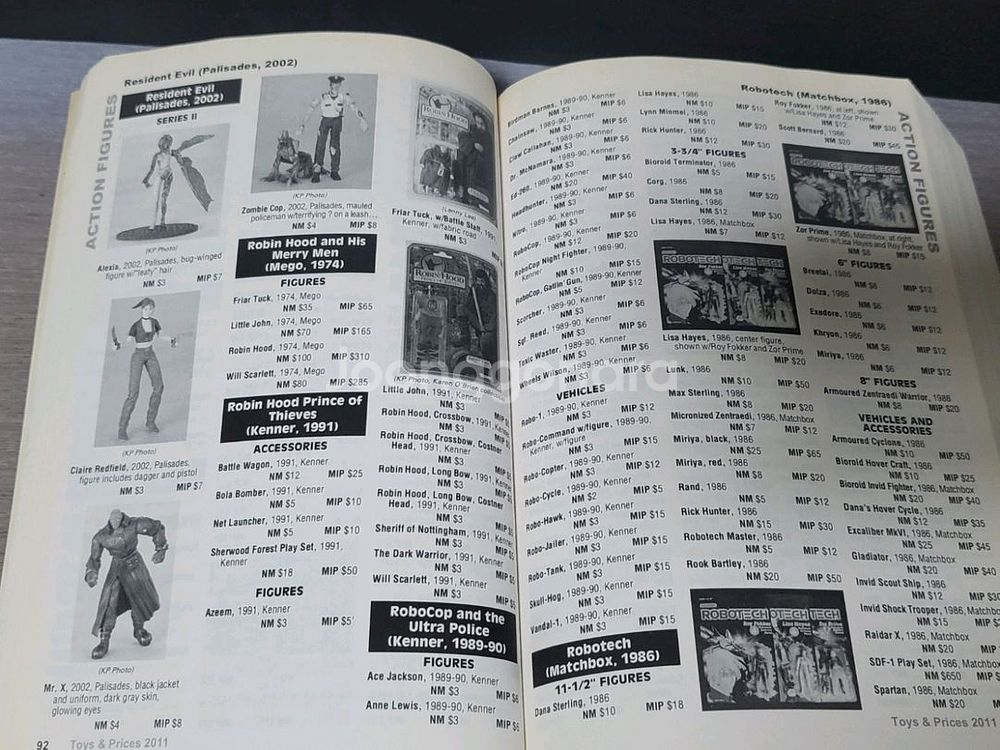 Resident Evil (Palisades, 2002)
ACTION FIGURES
Resident Evil
(Palisades, 2002)
SERIES II
(KP Photo)
Alexia, 2002, Palisades, bug-winged
figure w/"leafy" hair
NM $3 MIP $7
(KP Photo)
Claire Redfield, 2002, Palisades,
figure includes dagger and pistol
NM $3 MIP $7
(KP Photo)
Mr. X, 2002, Palisades, black jacket
and uniform, dark gray skin,
glowing eyes
NM $4 MIP $8
92 Toys & Prices 2011
(KP Photo)
Zombie Cop, 2002, Palisades, mauled
policeman w/terrifying ? on a leash...
NM $4 MIP $8
Robin Hood and His
Merry Men
(Mego, 1974)
FIGURES
Friar Tuck, 1974, Mego
NM $35 MIP $65
Little John, 1974, Mego
NM $70 MIP $165
Robin Hood, 1974, Mego
NM $100 MIP $310
Will Scarlett, 1974, Mego
NM $80 MIP $285
Robin Hood Prince of
Thieves
(Kenner, 1991)
ACCESSORIES
Battle Wagon, 1991, Kenner
NM $12 MIP $25
Bola Bomber, 1991, Kenner
NM $5 MIP $10
Net Launcher, 1991, Kenner
NM $5 MIP $10
Sherwood Forest Play Set, 1991,
Kenner
NM $18 MIP $50
FIGURES
Azeem, 1991, Kenner
NM $3 MIP $5
ROBIN HOOD
(Lenny Lee)
Friar Tuck, w/Battle Staff, 1991,
Kenner, w/fabric road
NM $3
ROBIN HOOD
(KP Photo, Karen O'Brien
Little John, 1991, Kenner
NM $3
Robin Hood, Crossbow, 1991,
NM $3
Robin Hood, Crossbow, Costner
Head, 1991, Kenner
NM $3
Robin Hood, Long Bow, 1991,
NM $3
Robin Hood, Long Bow, Costner
Head, 1991, Kenner
NM $3
Sheriff of Nottingham, 1991,
NM $3
The Dark Warrior, 1991, Kenner
NM $3
Will Scarlett, 1991, Kenner
NM $3
RoboCop and the
Ultra Police
(Kenner, 1989-90)
FIGURES
Ace Jackson, 1989-90, Kenner
NM $3 MIP $6
Anne Lewis, 1989-90, Kenner
NM $3 MIP $6
Robotech (Matchbox, 1986)
ACTION FIGURES
Birdman Barnes, 1989-90, Kenner
NM $3 MIP $6
Chainsaw, 1989-90, Kenner
NM $3 MIP $6
Claw Callahan, 1989-90, Kenner
NM $3 MIP $6
Dr. McNamara, 1989-90, Kenner
NM $3 MIP $6
Ed-260, 1989-90, Kenner
NM $20 MIP $40
Headhunter, 1989-90, Kenner
NM $3 MIP $6
Nitro, 1989-90, Kenner
NM $3 MIP $6
RoboCop, 1989-90, Kenner
NM $12 MIP $20
RoboCop Night Fighter, 1989-90,
Kenner
NM $10 MIP $15
RoboCop, Gatlin' Gun, 1989-90, Kenner
NM $5 MIP $12
Scorcher, 1989-90, Kenner
NM $3 MIP $6
Sgt. Reed, 1989-90, Kenner
NM $3 MIP $6
Toxic Waster, 1989-90, Kenner
NM $3 MIP $6
Wheels Wilson, 1989-90, Kenner
NM $3 MIP $6
VEHICLES
Robo-1, 1989-90, Kenner
NM $3 MIP $12
Robo-Command w/figure, 1989-90,
Kenner, w/figure
NM $3 MIP $15
Robo-Copter, 1989-90, Kenner
NM $3 MIP $12
Robo-Cycle, 1989-90, Kenner
NM $2 MIP $5
Robo-Hawk, 1989-90, Kenner
NM $3 MIP $15
Robo-Jailer, 1989-90, Kenner
NM $3 MIP $15
Robo-Tank, 1989-90, Kenner
NM $3 MIP $15
Skull-Hog, 1989-90, Kenner
NM $3 MIP $15
Vandal-1, 1989-90, Kenner
NM $3 MIP $15
Robotech
(Matchbox, 1986)
11-1/2" FIGURES
Dana Sterling, 1986
NM $10 MIP $18
Lisa Hayes, 1986
NM $10 MIP $15
Lynn Minmei, 1986
NM $10 MIP $20
Rick Hunter, 1986
NM $12 MIP $30
3-3/4" FIGURES
Bioroid Terminator, 1986
NM $5 MIP $15
Corg, 1986
NM $8 MIP $20
Dana Sterling, 1986
NM $12 MIP $30
Lisa Hayes, 1986, Matchbox
NM $7 MIP $12
ROBOTECH
Lisa Hayes, 1986, center figure,
shown w/Roy Fokker and Zor Prime
NM $8 MIP $20
Lunk, 1986
NM $10 MIP $50
Max Sterling, 1986
NM $8 MIP $20
Micronized Zentraedi, 1986, Matchbox
NM $7 MIP $12
Miriya, black, 1986
NM $25 MIP $65
Miriya, red, 1986
NM $8 MIP $20
Rand, 1986
NM $5 MIP $12
Rick Hunter, 1986
NM $15 MIP $30
Robotech Master, 1986
NM $5 MIP $12
Rook Bartley, 1986
NM $20 MIP $50
ROBOTECH
Roy Fokker, 1986, at left, shown
w/Lisa Hayes and Zor Prime
NM $12 MIP $30
Scott Bernard, 1986
NM $20 MIP $45
ROBOTECH
Zor Prime, 1986, Matchbox, at right,
shown w/Lisa Hayes and Roy Fokker
NM $6 MIP $15
6" FIGURES
Breetai, 1986
NM $8 MIP $12
Dolza, 1986
NM $6 MIP $12
Exedore, 1986
NM $6 MIP $12
Khyron, 1986
NM $6 MIP $12
Miriya, 1986
NM $6 MIP $12
8" FIGURES
Armoured Zentraedi Warrior, 1986
NM $8 MIP $20
VEHICLES AND
ACCESSORIES
Armoured Cyclone, 1986
NM $10 MIP $50
Bioroid Hover Craft, 1986
NM $10 MIP $25
Bioroid Invid Fighter, 1986, Matchbox
NM $20 MIP $40
Dana's Hover Cycle, 1986
NM $12 MIP $35
Excaliber MkVI, 1986, Matchbox
NM $25 MIP $45
Gladiator, 1986, Matchbox
NM $20 MIP $40
Invid Scout Ship, 1986
NM $12 MIP $30
Invid Shock Trooper, 1986, Matchbox
NM $15 MIP
Raidar X, 1986, Matchbox
NM $20 MIP
SDF-1 Play Set, 1986, Matchbox
NM $650 MIP
Spartan, 1986, Matchbox
NM $20 MIP
Toys & Prices 2011